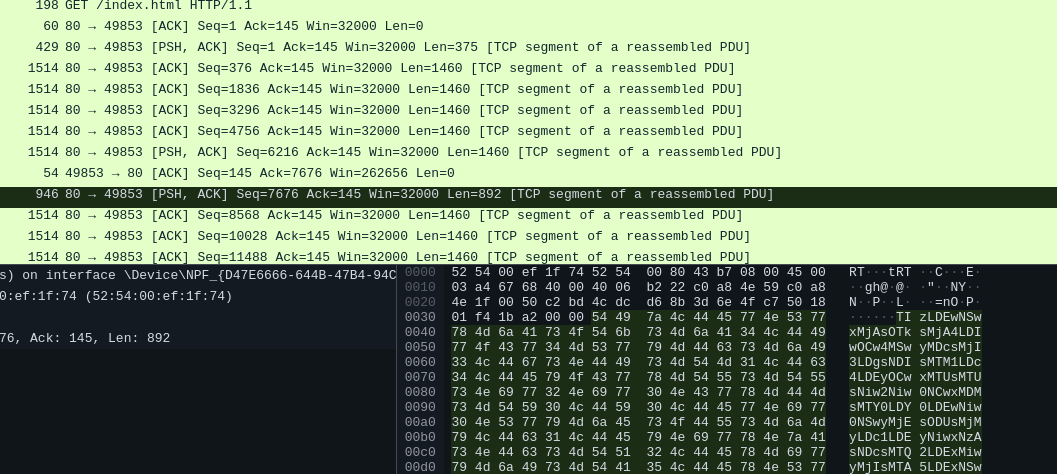 198 GET /index.html HTTP/1.1
60 80 → 49853 [ACK] Seq=1 Ack=145 Win=32000 Len=0
429 80 → 49853 [PSH, ACK] Seq=1 Ack=145 Win=32000 Len=375 [TCP segment of a reassembled PDU]
1514 80 → 49853 [ACK] Seq=376 Ack=145 Win=32000 Len=1460 [TCP segment of a reassembled PDU]
1514 80 → 49853 [ACK] Seq=1836 Ack=145 Win=32000 Len=1460 [TCP segment of a reassembled PDU]
1514 80 → 49853 [ACK] Seq=3296 Ack=145 Win=32000 Len=1460 [TCP segment of a reassembled PDU]
1514 80 → 49853 [ACK] Seq=4756 Ack=145 Win=32000 Len=1460 [TCP segment of a reassembled PDU]
1514 80 → 49853 [PSH, ACK] Seq=6216 Ack=145 Win=32000 Len=1460 [TCP segment of a reassembled PDU]
54 49853 → 80 [ACK] Seq=145 Ack=7676 Win=262656 Len=0
946 80 → 49853 [PSH, ACK] Seq=7676 Ack=145 Win=32000 Len=892 [TCP segment of a reassembled PDU]
1514 80 → 49853 [ACK] Seq=8568 Ack=145 Win=32000 Len=1460 [TCP segment of a reassembled PDU]
1514 80 → 49853 [ACK] Seq=10028 Ack=145 Win=32000 Len=1460 [TCP segment of a reassembled PDU]
1514 80 → 49853 [ACK] Seq=11488 Ack=145 Win=32000 Len=1460 [TCP segment of a reassembled PDU]
s) on interface \Device\NPF_{D47E6666-644B-47B4-94C
0:ef:1f:74 (52:54:00:ef:1f:74)
76, Ack: 145, Len: 892
0000 52 54 00 ef 1f 74 52 54 00 80 43 b7 08 00 45 00 RT···tRT ··C···E·
0010 03 a4 67 68 40 00 40 06 b2 22 c0 a8 4e 59 c0 a8 ··gh@·@· ·"··NY··
0020 4e 1f 00 50 c2 bd 4c dc d6 8b 3d 6e 4f c7 50 18 N··P··L· ··=nO·P·
0030 01 f4 1b a2 00 00 54 49 7a 4c 44 45 77 4e 53 77 ······TI zLDEwNSw
0040 78 4d 6a 41 73 4f 54 6b 73 4d 6a 41 34 4c 44 49 xMjAsOTk sMjA4LDI
0050 77 4f 43 77 34 4d 53 77 79 4d 44 63 73 4d 6a 49 wOCw4MSw yMDcsMjI
0060 33 4c 44 67 73 4e 44 49 73 4d 54 4d 31 4c 44 63 3LDgsNDI sMTM1LDc
0070 34 4c 44 45 79 4f 43 77 78 4d 54 55 73 4d 54 55 4LDEyOCw xMTUsMTU
0080 73 4e 69 77 32 4e 69 77 30 4e 43 77 78 4d 44 4d sNiw2Niw 0NCwxMDM
0090 73 4d 54 59 30 4c 44 59 30 4c 44 45 77 4e 69 77 sMTY0LDY 0LDEwNiw
00a0 30 4e 53 77 79 4d 6a 45 73 4f 44 55 73 4d 6a 4d 0NSwyMjE sODUsMjM
00b0 79 4c 44 63 31 4c 44 45 79 4e 69 77 78 4e 7a 41 yLDc1LDE yNiwxNzA
00c0 73 4e 44 63 73 4d 54 51 32 4c 44 45 78 4d 69 77 sNDcsMTQ 2LDExMiw
00d0 79 4d 6a 49 73 4d 54 41 35 4c 44 45 78 4e 53 77 yMjIsMTA 5LDExNSw